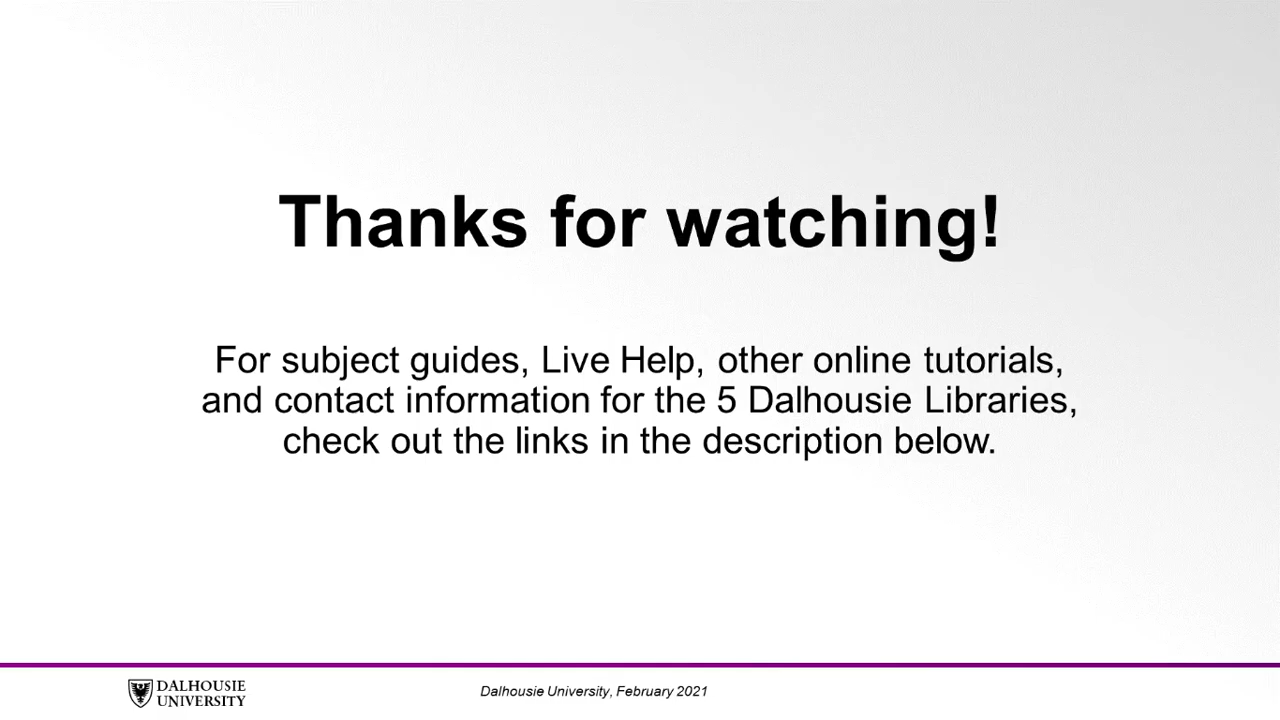 Thanks for watching!
For subject guides, Live Help, other online tutorials,
and contact information for the 5 Dalhousie Libraries,
check out the links in the description below.
DALHOUSIE
UNIVERSITY
Dalhousie University, February 2021